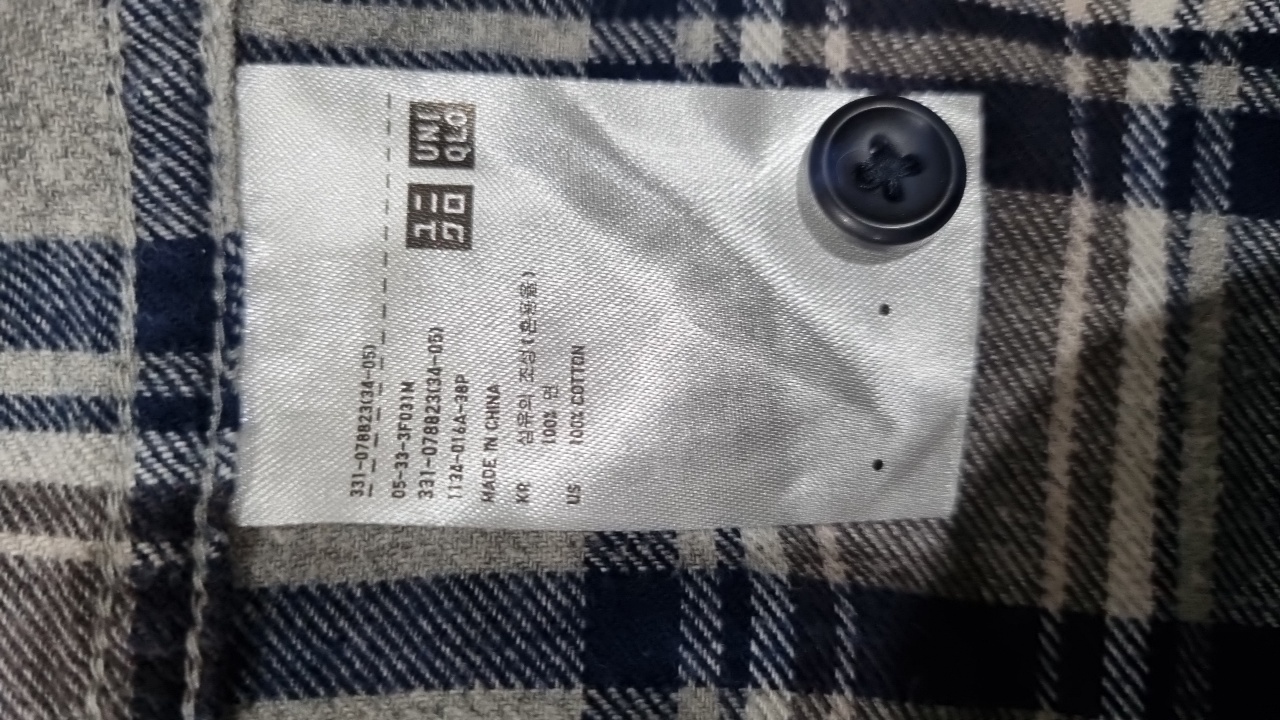 331-078823(34-05)
ユニ
クロ
UNI
QLO
05-33-3F031M
331-078823(34-05)
1134-016A-38P
MADE IN CHINA
KR 섬유의 조성(혼용율)
100% 면
US 100% COTTON